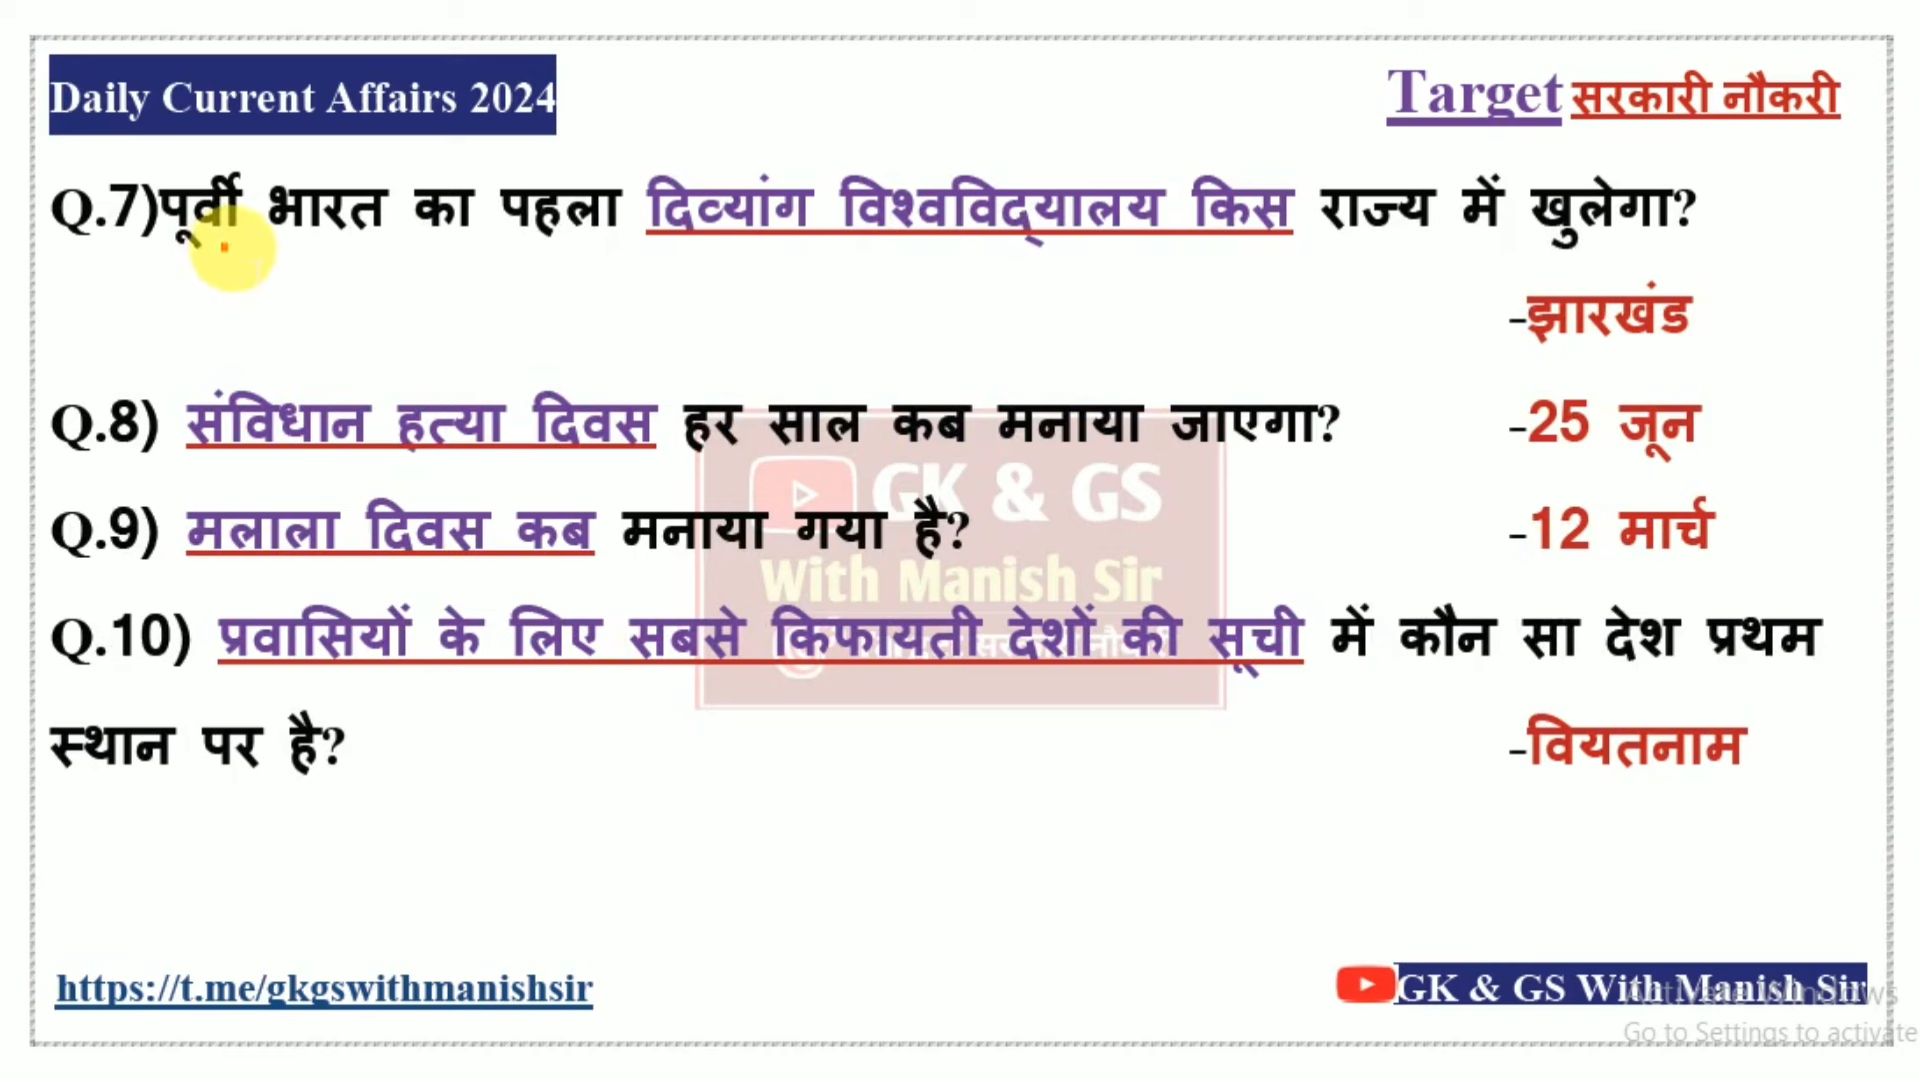 Daily Current Affairs 2024
Target सरकारी नौकरी
Q.7)पूर्वी भारत का पहला दिव्यांग विश्वविद्यालय किस राज्य में खुलेगा?
-झारखंड
Q.8) संविधान हत्या दिवस हर साल कब मनाया जाएगा? -25 जून
Q.9) मलाला दिवस कब मनाया गया है? -12 मार्च
Q.10) प्रवासियों के लिए सबसे किफायती देशों की सूची में कौन सा देश प्रथम
स्थान पर है? -वियतनाम
GK & GS
With Manish Sir
https://t.me/gkgswithmanishsir
GK & GS With Manish Sir
Activate Windows
Go to Settings to activate